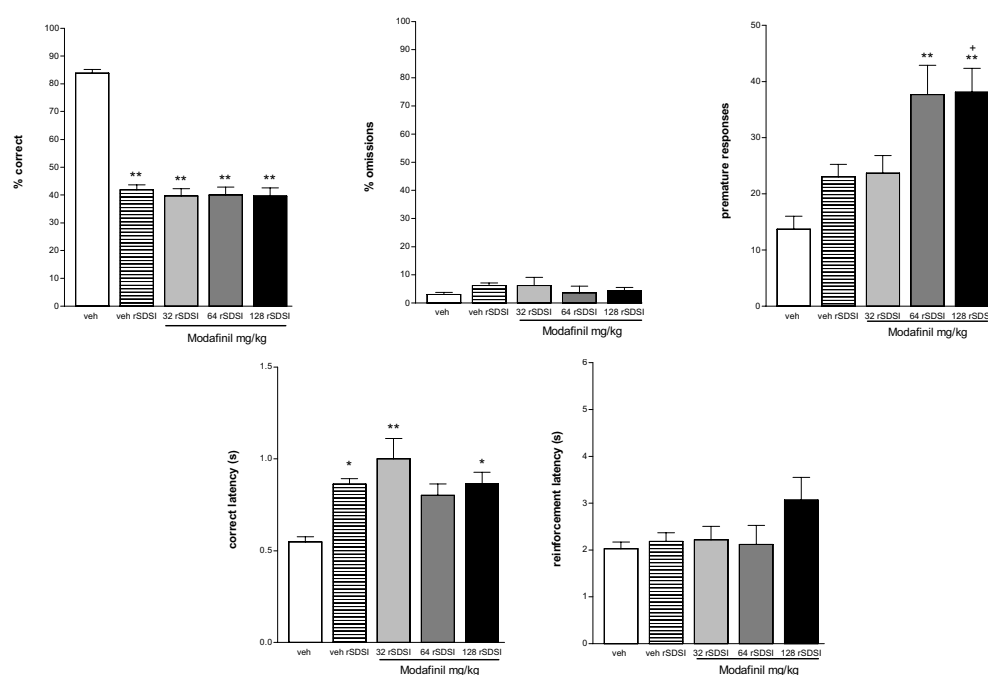 % correct
100
90
80
70
60
50
40
30
20
10
0
** ** ** **
veh veh rSDSI 32 rSDSI 64 rSDSI 128 rSDSI
Modafinil mg/kg
% omissions
100
90
80
70
60
50
40
30
20
10
0
veh veh rSDSI 32 rSDSI 64 rSDSI 128 rSDSI
Modafinil mg/kg
premature responses
50
40
30
20
10
0
+
** **
veh veh rSDSI 32 rSDSI 64 rSDSI 128 rSDSI
Modafinil mg/kg
correct latency (s)
1.5
1.0
0.5
0.0
* ** *
veh veh rSDSI 32 rSDSI 64 rSDSI 128 rSDSI
Modafinil mg/kg
reinforcement latency (s)
6
5
4
3
2
1
0
veh veh rSDSI 32 rSDSI 64 rSDSI 128 rSDSI
Modafinil mg/kg